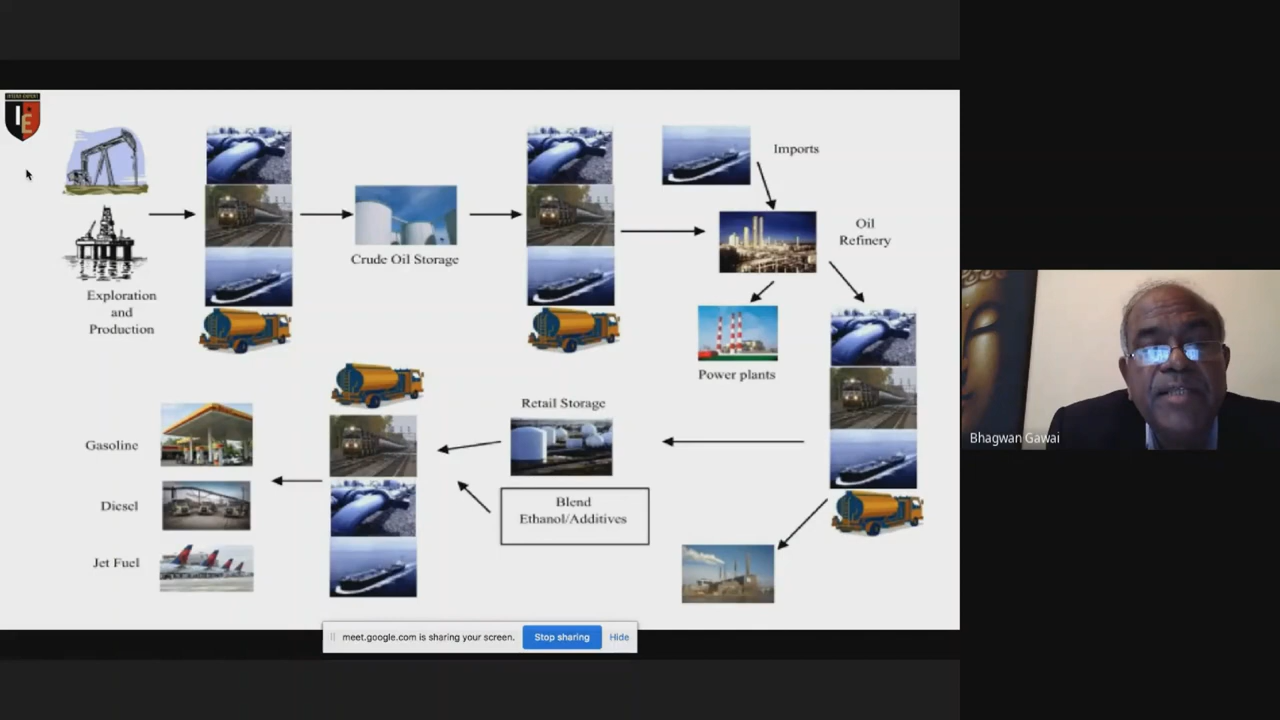 IE
Imports
Oil
Refinery
Crude Oil Storage
Exploration
and
Production
Power plants
Retail Storage
Gasoline
Blend
Ethanol/Additives
Diesel
Jet Fuel
Bhagwan Gawai
meet.google.com is sharing your screen.
Stop sharing
Hide